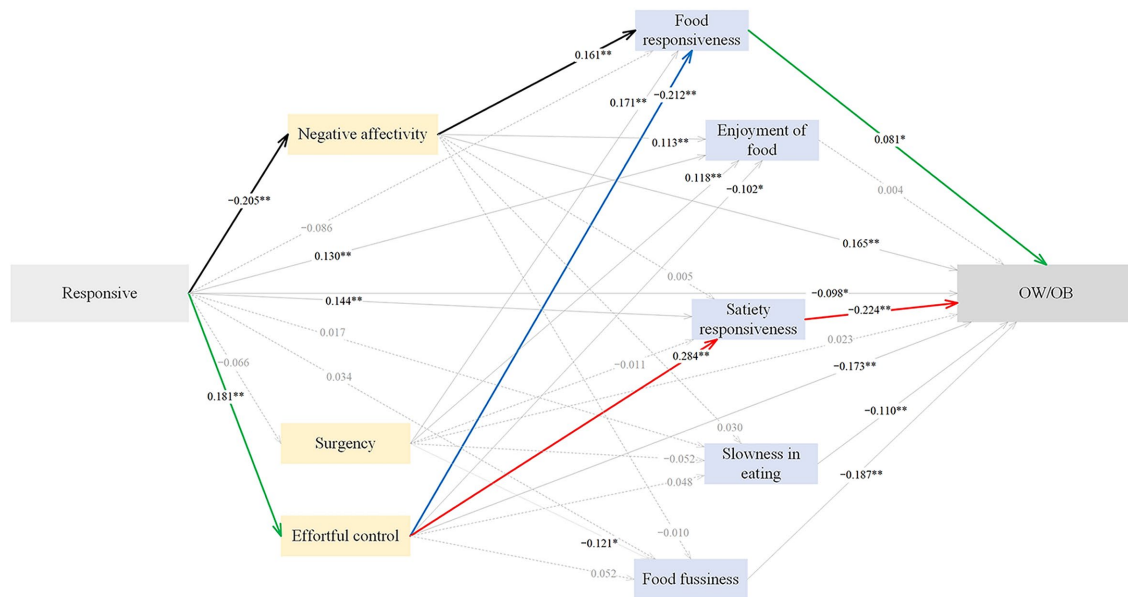 Food
responsiveness
0.161**
−0.212**
0.171**
Negative affectivity
Enjoyment of
food
0.081*
0.113**
0.118**
−0.102*
0.004
−0.205**
−0.086
0.130**
0.165**
Responsive
0.005
−0.098*
OW/OB
0.144**
Satiety
responsiveness
−0.224**
0.017
0.023
0.284**
−0.011
−0.173**
−0.066
0.034
0.181**
−0.110**
Surgency
0.030
Slowness in
eating
−0.052
0.048
−0.187**
Effortful control
−0.010
−0.121*
0.052
Food fussiness